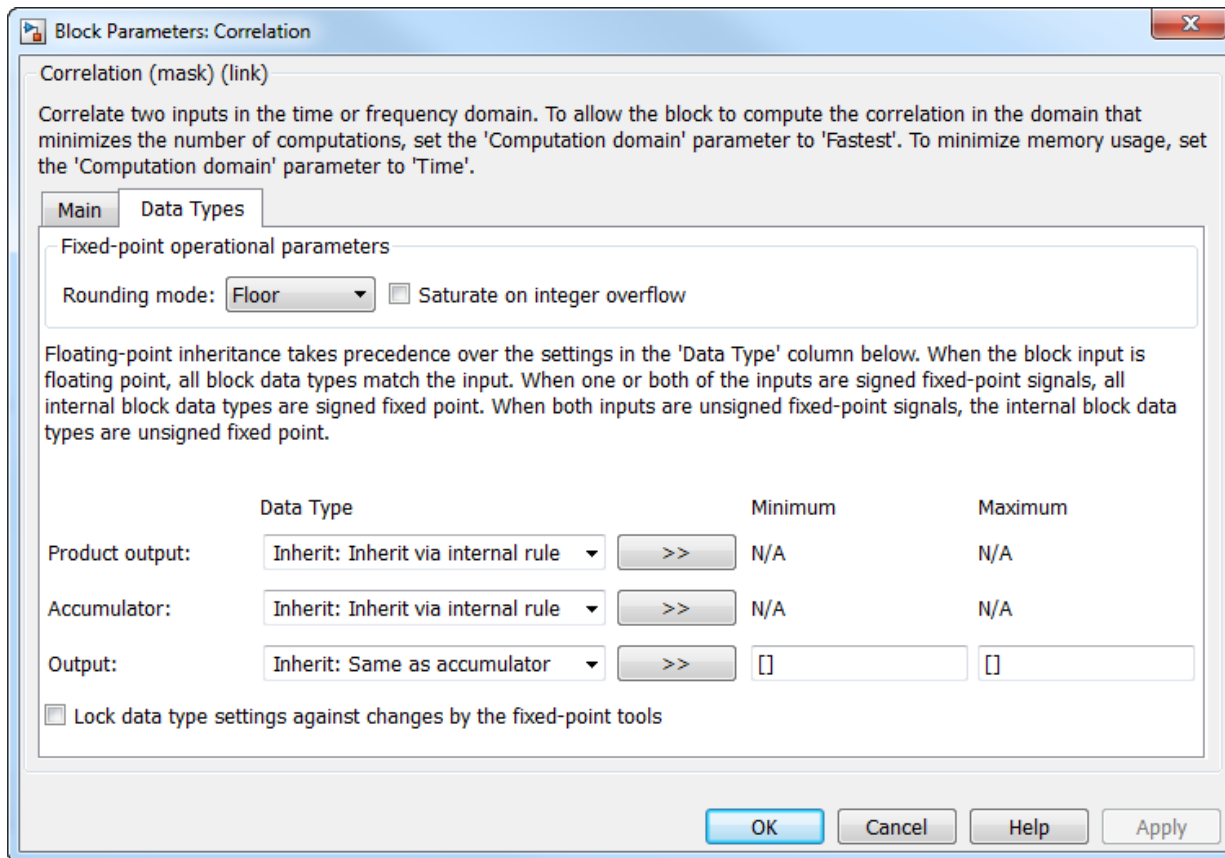 Block Parameters: Correlation
X
Correlation (mask) (link)
Correlate two inputs in the time or frequency domain. To allow the block to compute the correlation in the domain that
minimizes the number of computations, set the 'Computation domain' parameter to 'Fastest'. To minimize memory usage, set
the 'Computation domain' parameter to 'Time'.
Main Data Types
Fixed-point operational parameters
Rounding mode: Floor Saturate on integer overflow
Floating-point inheritance takes precedence over the settings in the 'Data Type' column below. When the block input is
floating point, all block data types match the input. When one or both of the inputs are signed fixed-point signals, all
internal block data types are signed fixed point. When both inputs are unsigned fixed-point signals, the internal block data
types are unsigned fixed point.
Data Type Minimum Maximum
Product output: Inherit: Inherit via internal rule >> N/A N/A
Accumulator: Inherit: Inherit via internal rule >> N/A N/A
Output: Inherit: Same as accumulator >> [] []
Lock data type settings against changes by the fixed-point tools
OK Cancel Help Apply